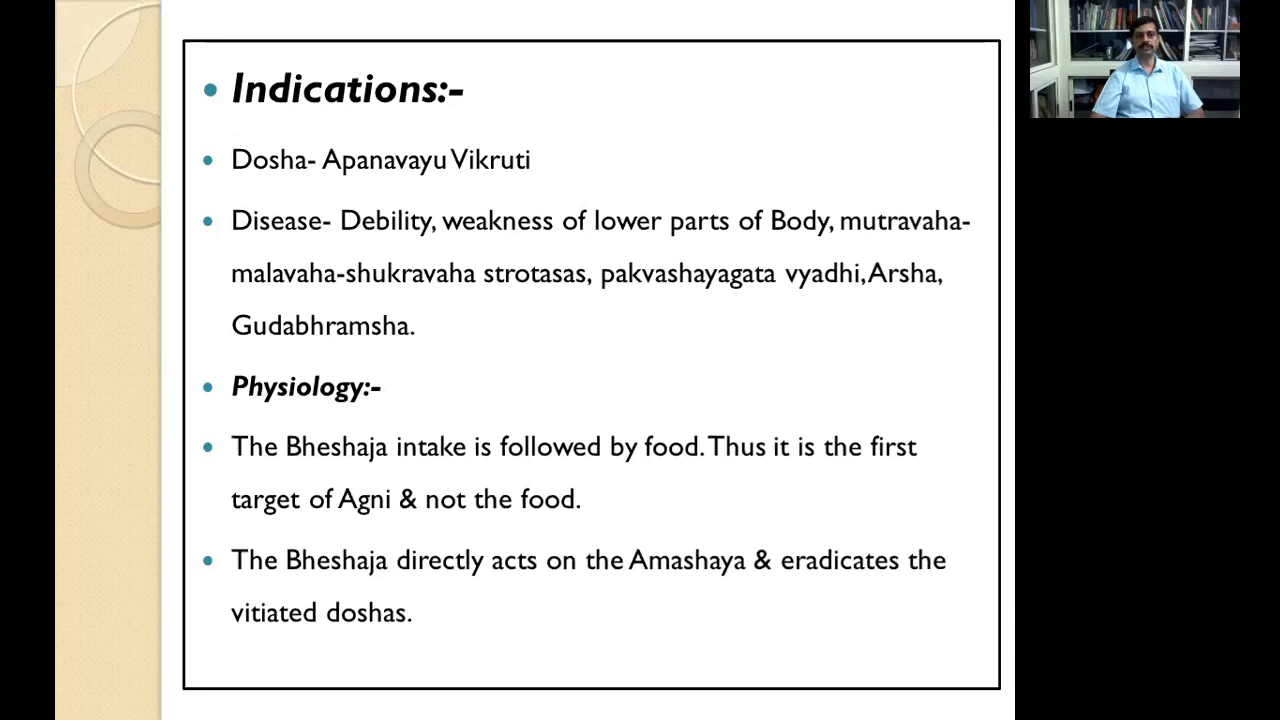 Indications:-
Dosha- Apanavayu Vikruti
Disease- Debility, weakness of lower parts of Body, mutravaha-
malavaha-shukravaha strotasas, pakvashayagata vyadhi, Arsha,
Gudabhramsha.
Physiology:-
The Bheshaja intake is followed by food. Thus it is the first
target of Agni & not the food.
The Bheshaja directly acts on the Amashaya & eradicates the
vitiated doshas.